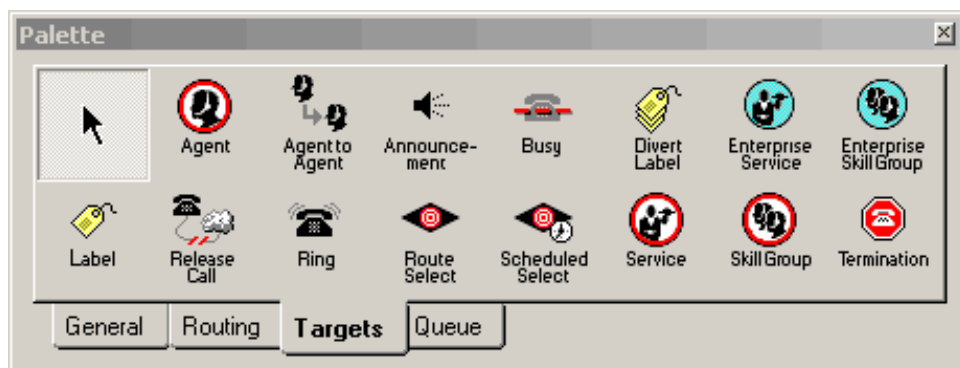 Palette
Agent
Agent to
Agent
Announce-
ment
Busy
Divert
Label
Enterprise
Service
Enterprise
Skill Group
Label
Release
Call
Ring
Route
Select
Scheduled
Select
Service
Skill Group
Termination
General
Routing
Targets
Queue